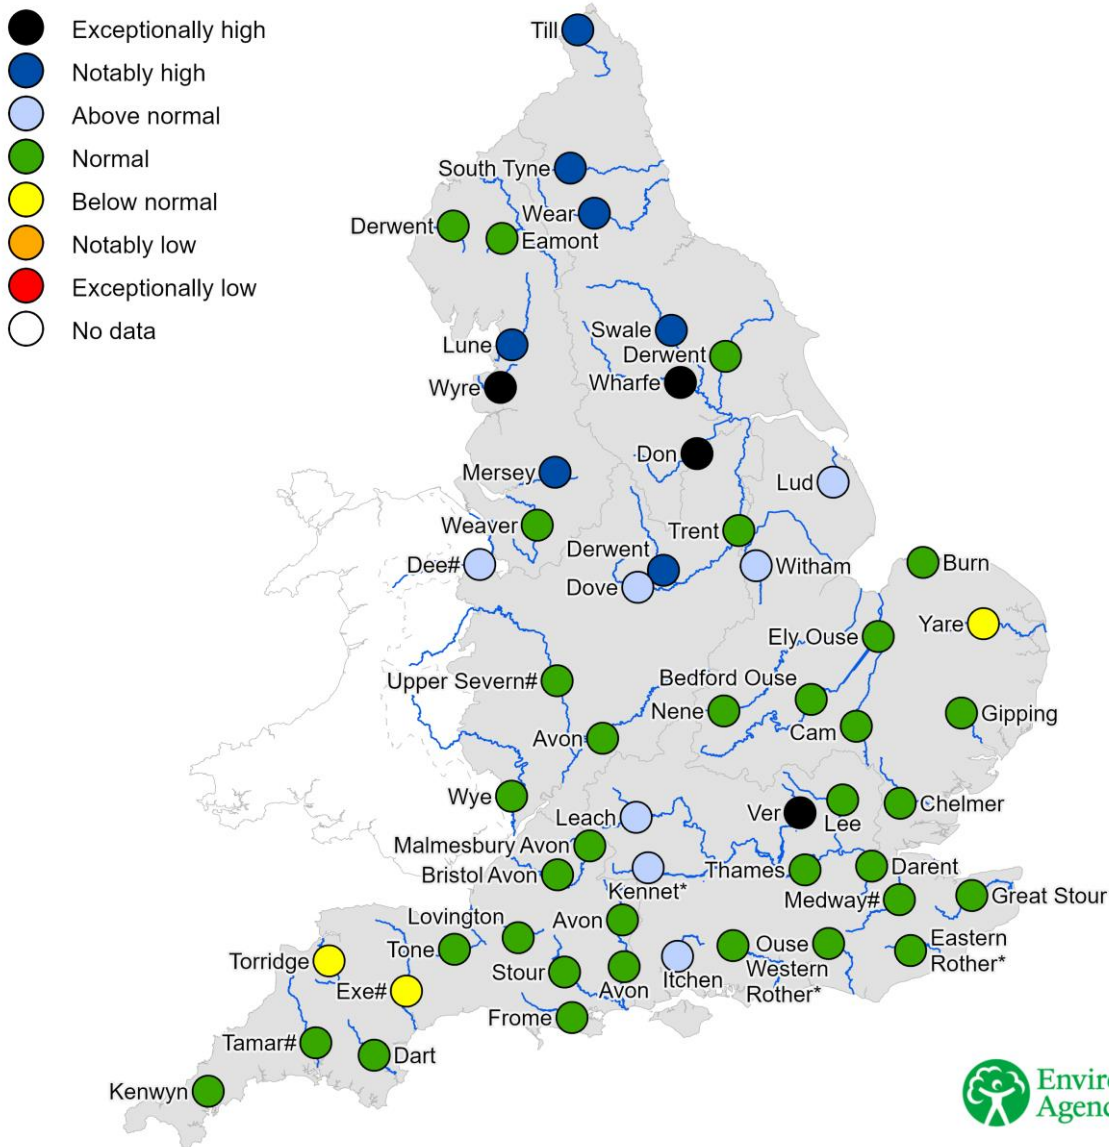 Exceptionally high
Notably high
Above normal
Normal
Below normal
Notably low
Exceptionally low
No data
Till
South Tyne
Wear
Derwent
Eamont
Swale
Lune
Derwent
Wyre
Wharfe
Don
Mersey
Lud
Weaver
Trent
Derwent
Dee#
Witham
Burn
Dove
Yare
Ely Ouse
Upper Severn#
Bedford Ouse
Nene
Gipping
Cam
Avon
Wye
Leach
Ver
Lee
Chelmer
Malmesbury Avon
Bristol Avon
Kennet*
Thames
Darent
Medway#
Great Stour
Lovington
Avon
Tone
Ouse
Eastern
Rother*
Torridge
Stour
Avon
Itchen
Western
Rother*
Exe#
Frome
Tamar#
Dart
Kenwyn
Enviro
Agenc